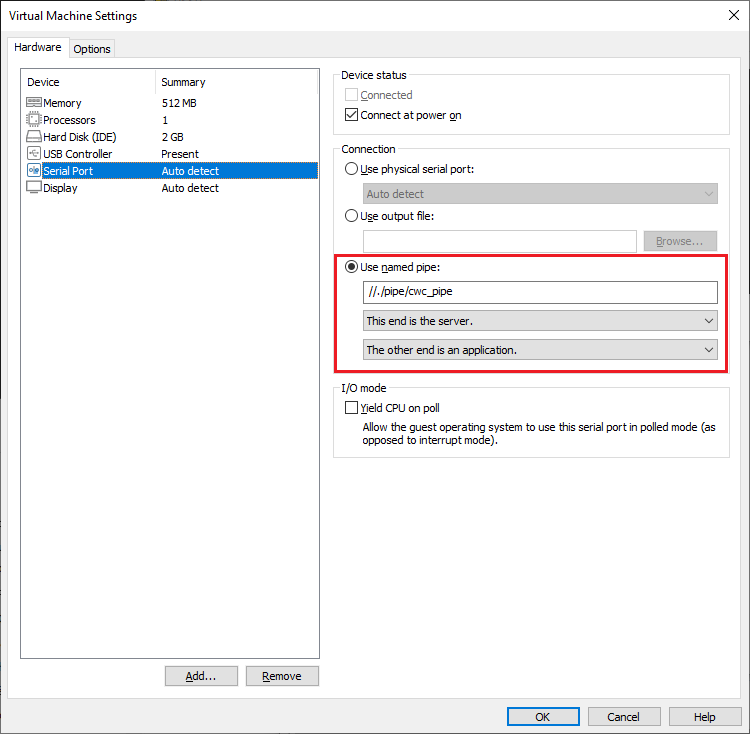 Virtual Machine Settings
Hardware
Options
Device Summary
Memory 512 MB
Processors 1
Hard Disk (IDE) 2 GB
USB Controller Present
Serial Port Auto detect
Display Auto detect
Add...
Remove
Device status
Connected
Connect at power on
Connection
Use physical serial port:
Auto detect
Use output file:
Browse...
Use named pipe:
//./pipe/cwc_pipe
This end is the server.
The other end is an application.
I/O mode
Yield CPU on poll
Allow the guest operating system to use this serial port in polled mode (as
opposed to interrupt mode).
OK
Cancel
Help